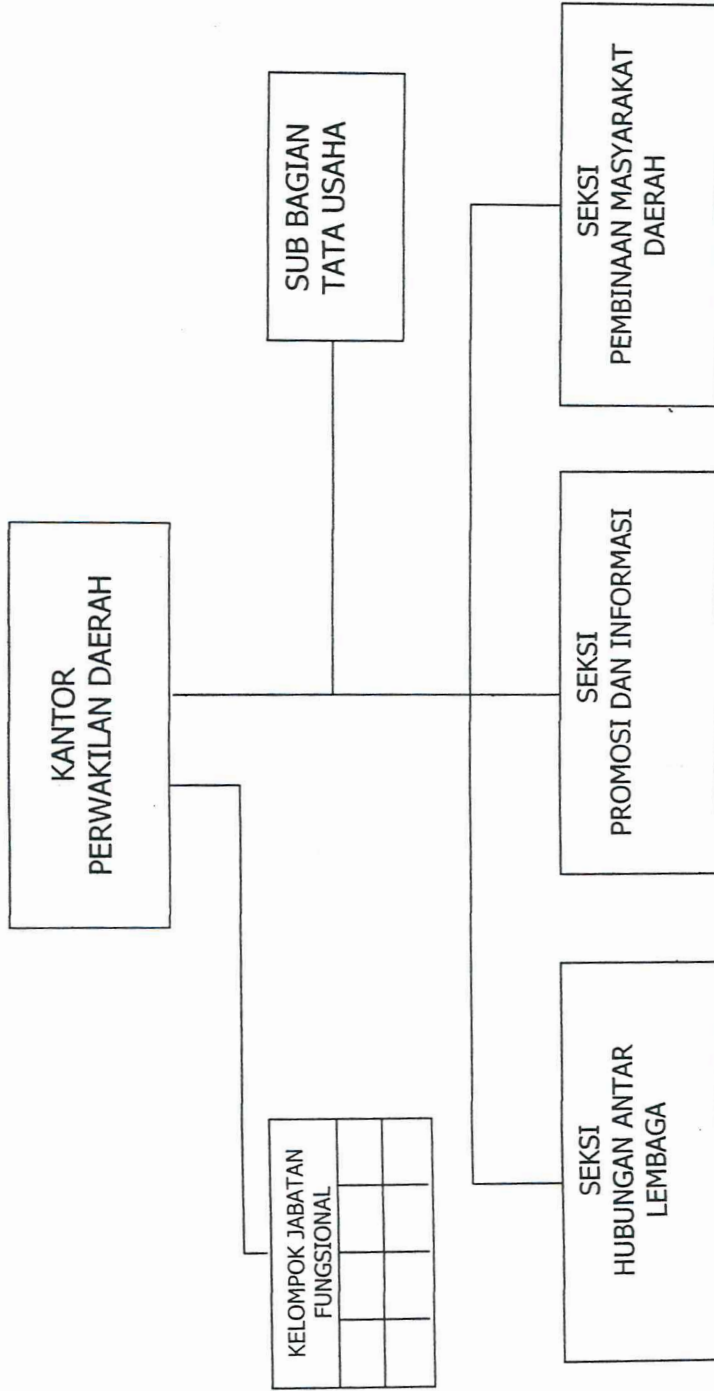 KANTOR
PERWAKILAN DAERAH
KELOMPOK JABATAN
FUNGSIONAL
SUB BAGIAN
TATA USAHA
SEKSI
HUBUNGAN ANTAR
LEMBAGA
SEKSI
PROMOSI DAN INFORMASI
SEKSI
PEMBINAAN MASYARAKAT
DAERAH